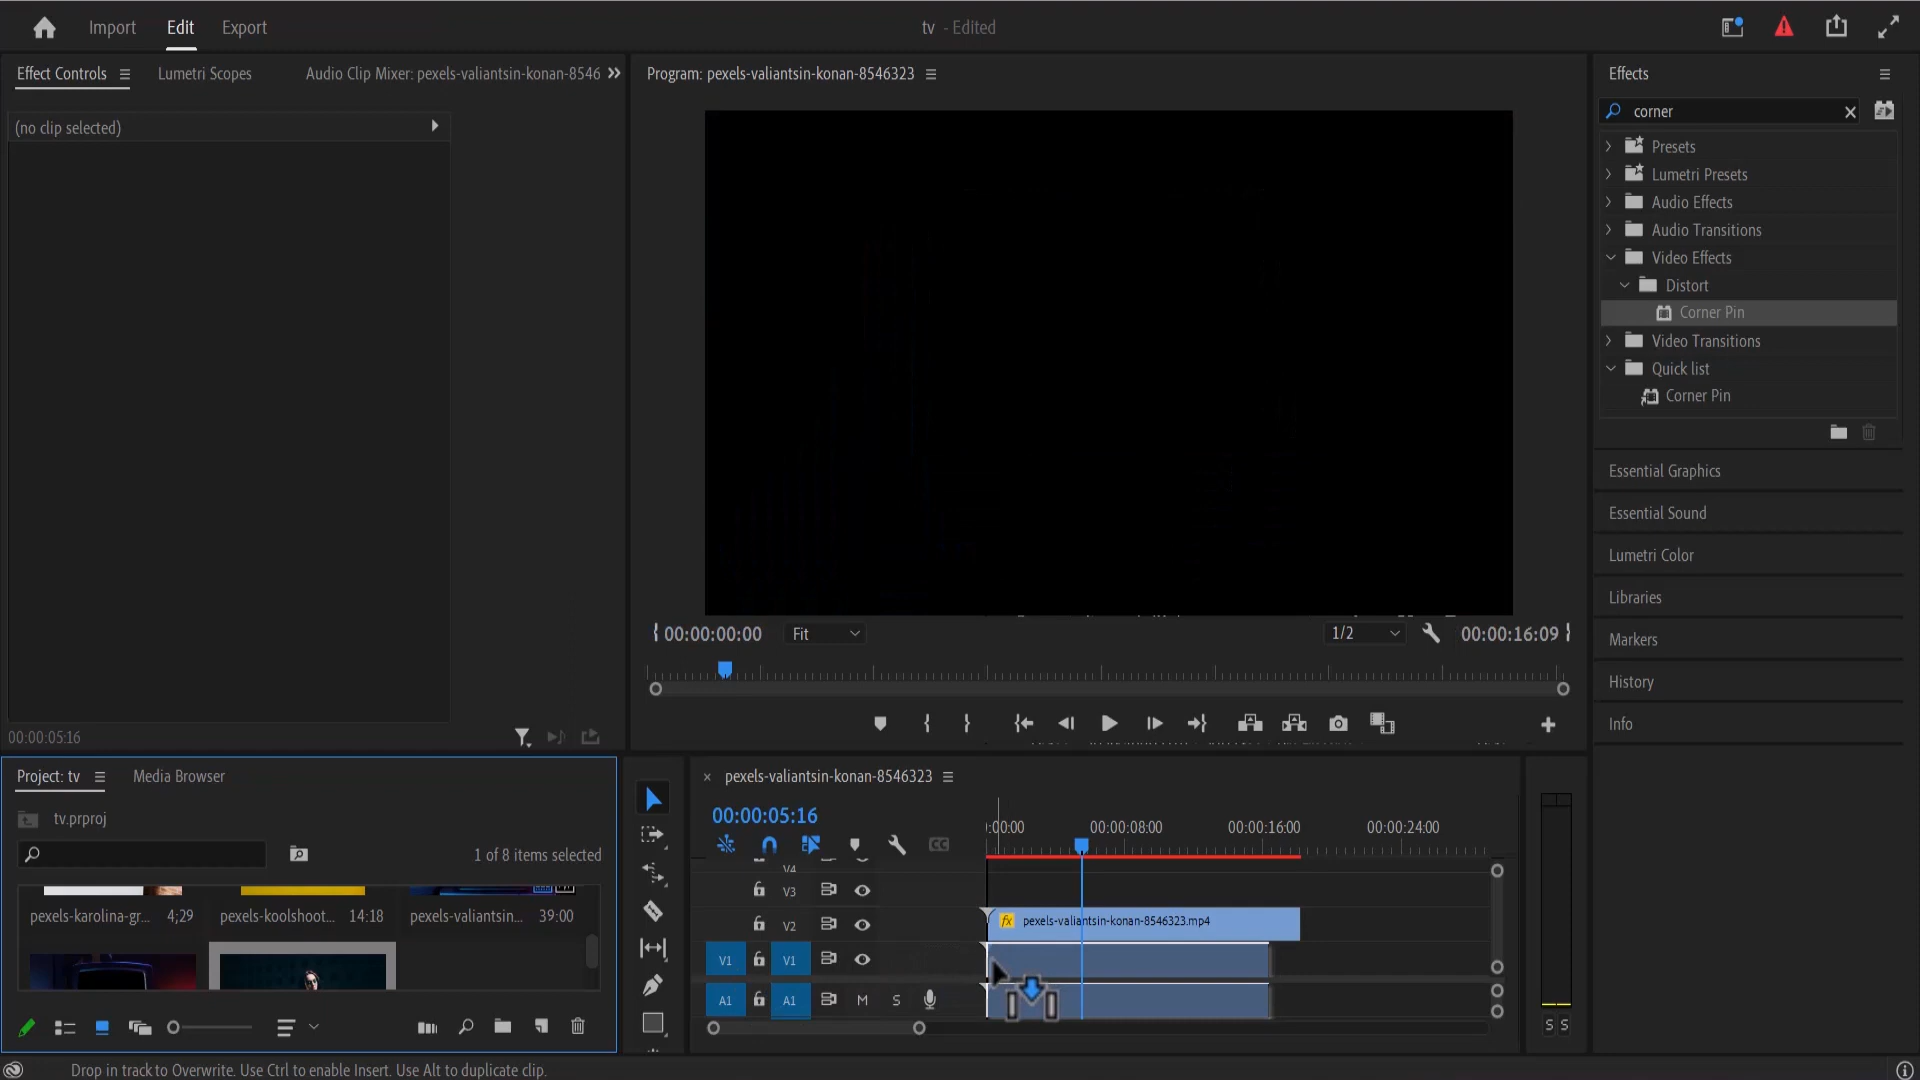 Import Edit Export tv - Edited
Effect Controls Lumetri Scopes Audio Clip Mixer: pexels-valiantsin-konan-8546
Program: pexels-valiantsin-konan-8546323
Effects
(no clip selected)
corner
Presets
Lumetri Presets
Audio Effects
Audio Transitions
Video Effects
Distort
Corner Pin
Video Transitions
Quick list
Corner Pin
Essential Graphics
Essential Sound
Lumetri Color
Libraries
Markers
History
Info
00:00:00:00 Fit 1/2 00:00:16:09
00:00:05:16
Project: tv Media Browser
tv.prproj
1 of 8 items selected
pexels-karolina-gr... 4;29 pexels-koolshoot... 14:18 pexels-valiantsin... 39:00
pexels-valiantsin-konan-8546323
00:00:05:16
:00:00 00:00:08:00 00:00:16:00 00:00:24:00
V4
V3
V2 fx pexels-valiantsin-konan-8546323.mp4
V1 V1
A1 A1 M S
S S
Drop in track to Overwrite. Use Ctrl to enable Insert. Use Alt to duplicate clip.